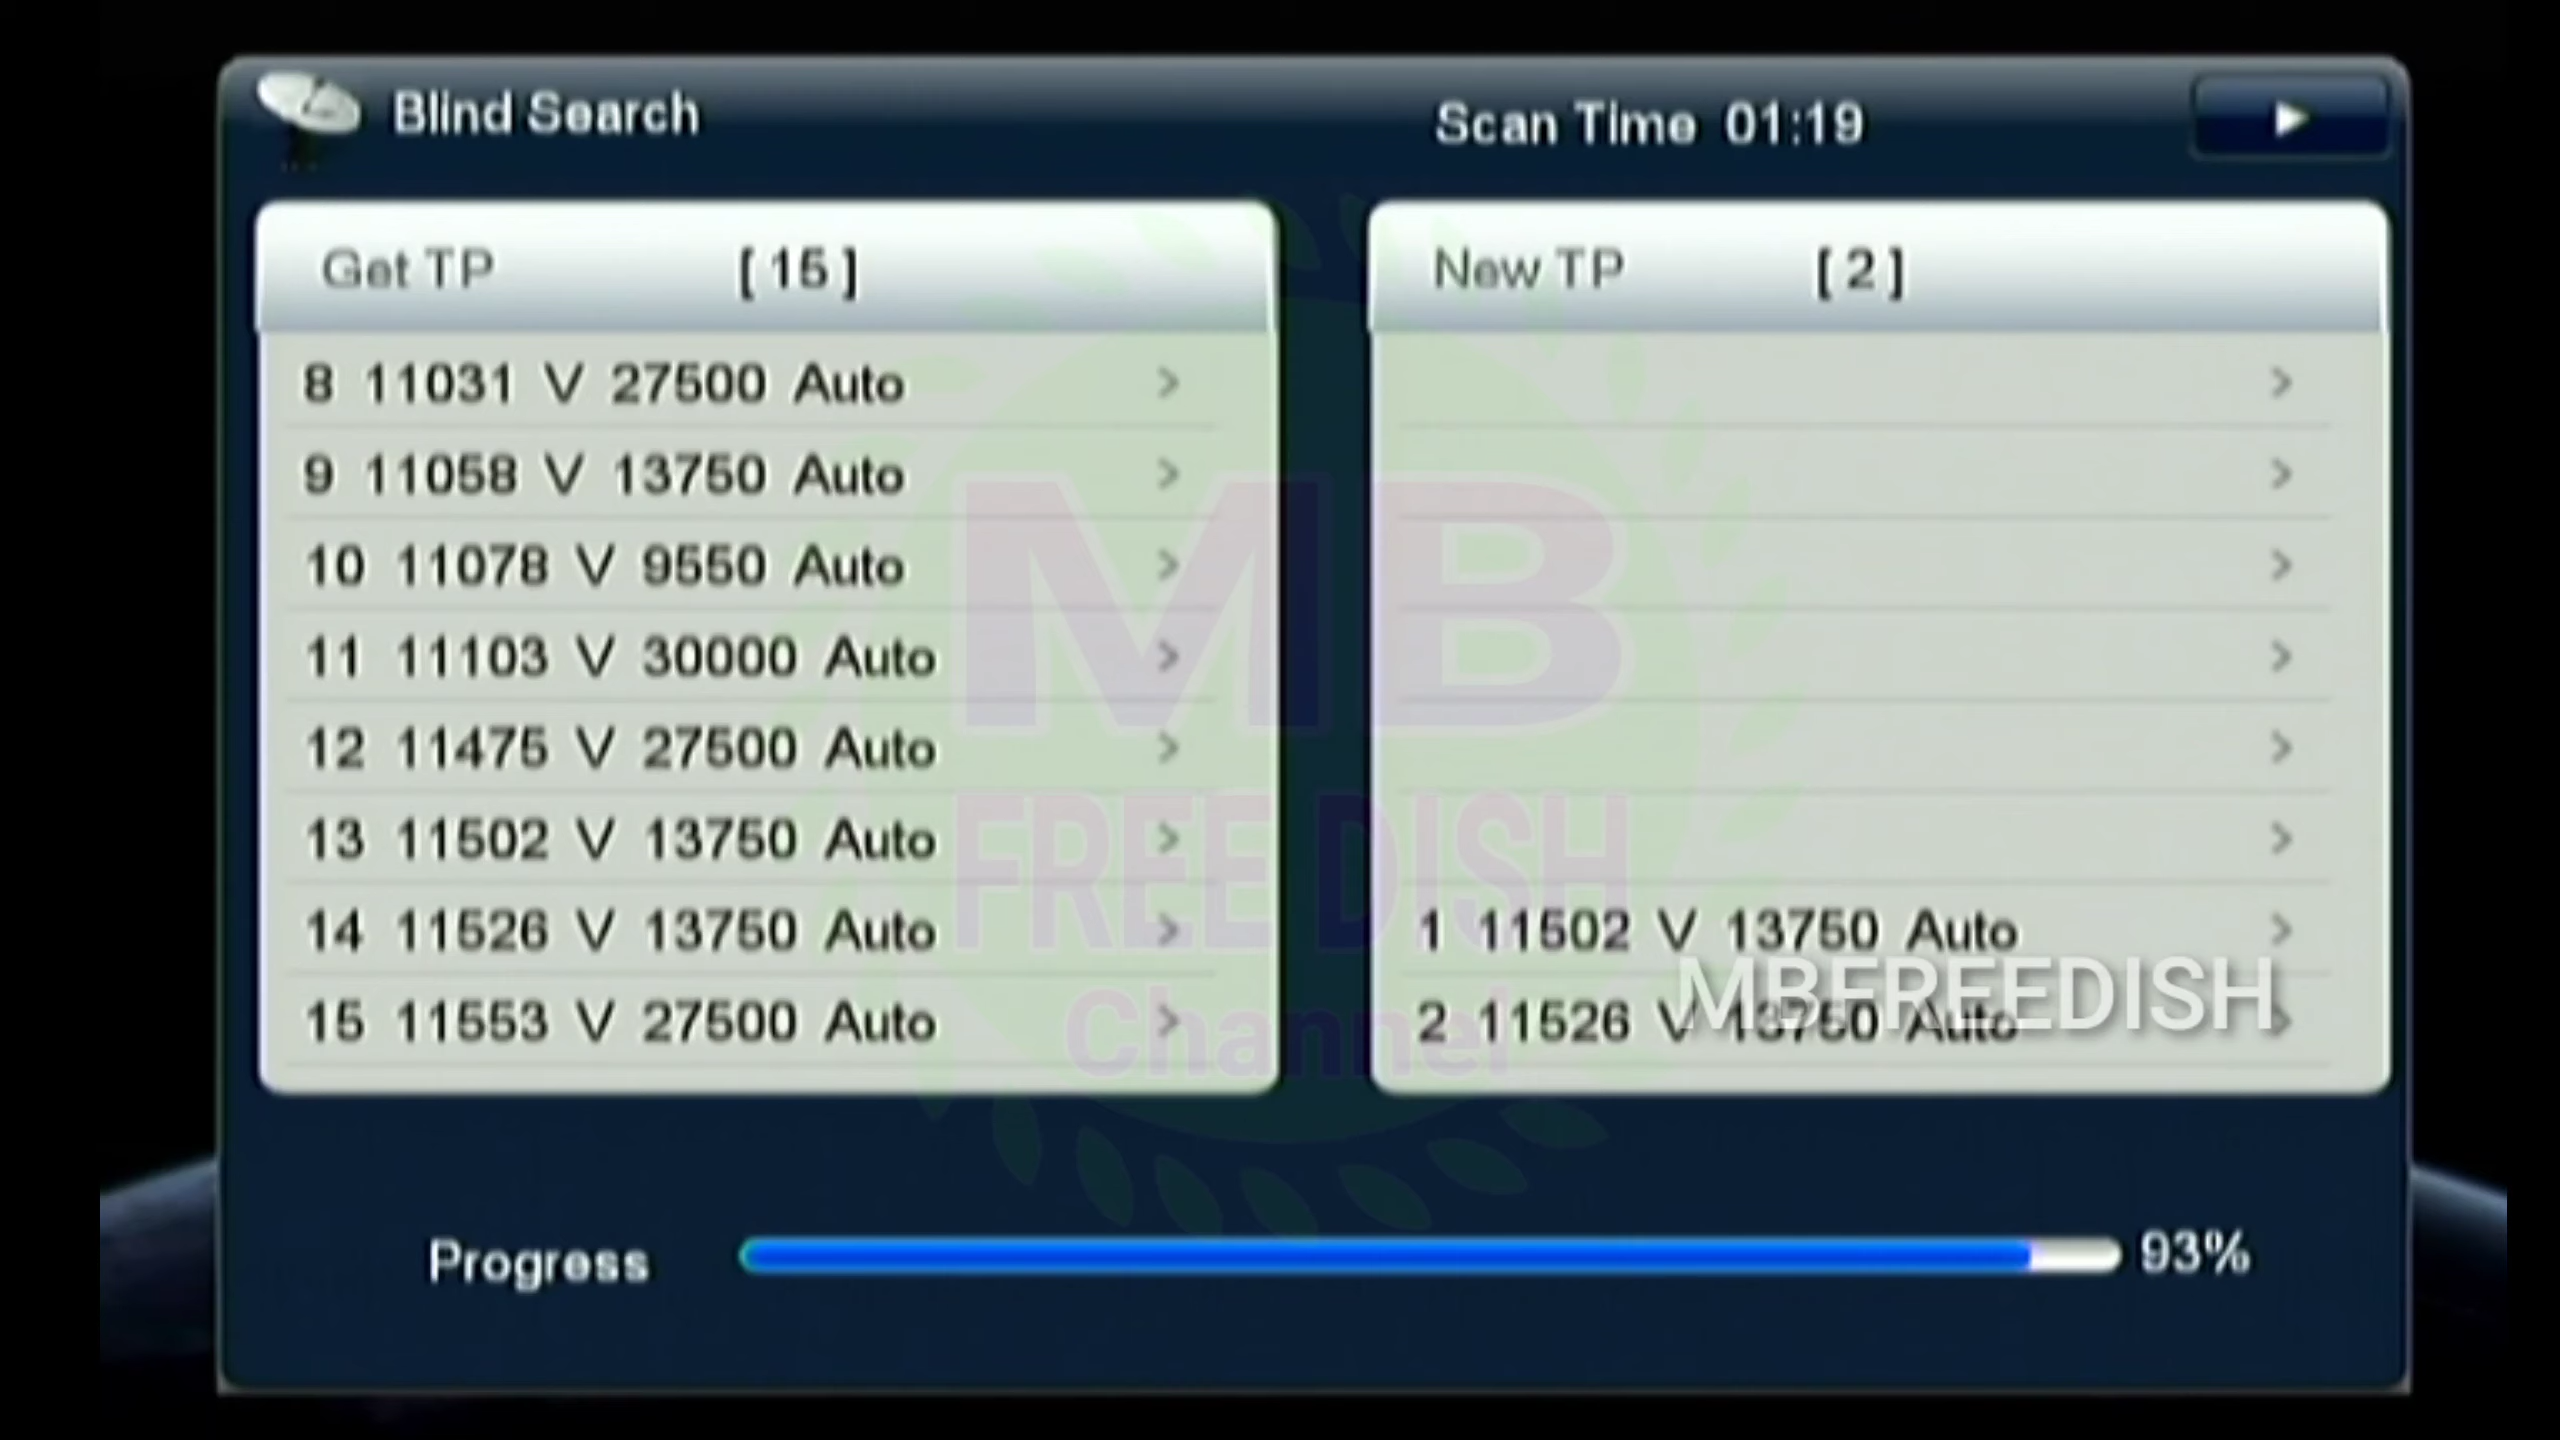 Blind Search
Scan Time 01:19
Get TP [ 15 ]
8 11031 V 27500 Auto
9 11058 V 13750 Auto
10 11078 V 9550 Auto
11 11103 V 30000 Auto
12 11475 V 27500 Auto
13 11502 V 13750 Auto
14 11526 V 13750 Auto
15 11553 V 27500 Auto
New TP [ 2 ]
1 11502 V 13750 Auto
2 11526 V 13750 Auto
MBFREEDISH
MB
FREE DISH
Channel
Progress 93%